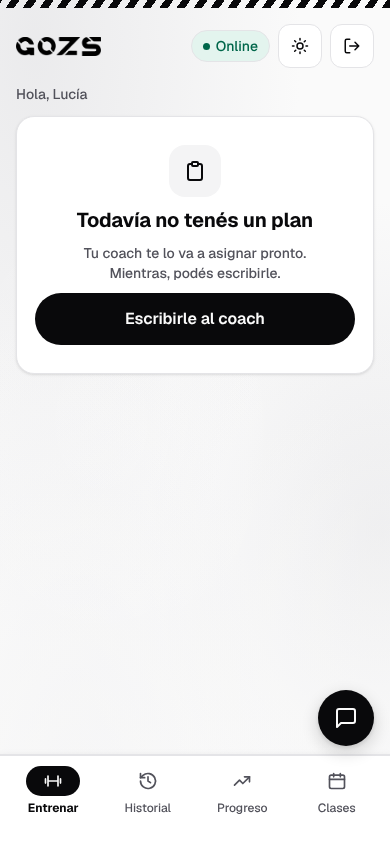 GOZS
Online
Hola, Lucía
Todavía no tenés un plan
Tu coach te lo va a asignar pronto.
Mientras, podés escribirle.
Escribirle al coach
Entrenar
Historial
Progreso
Clases